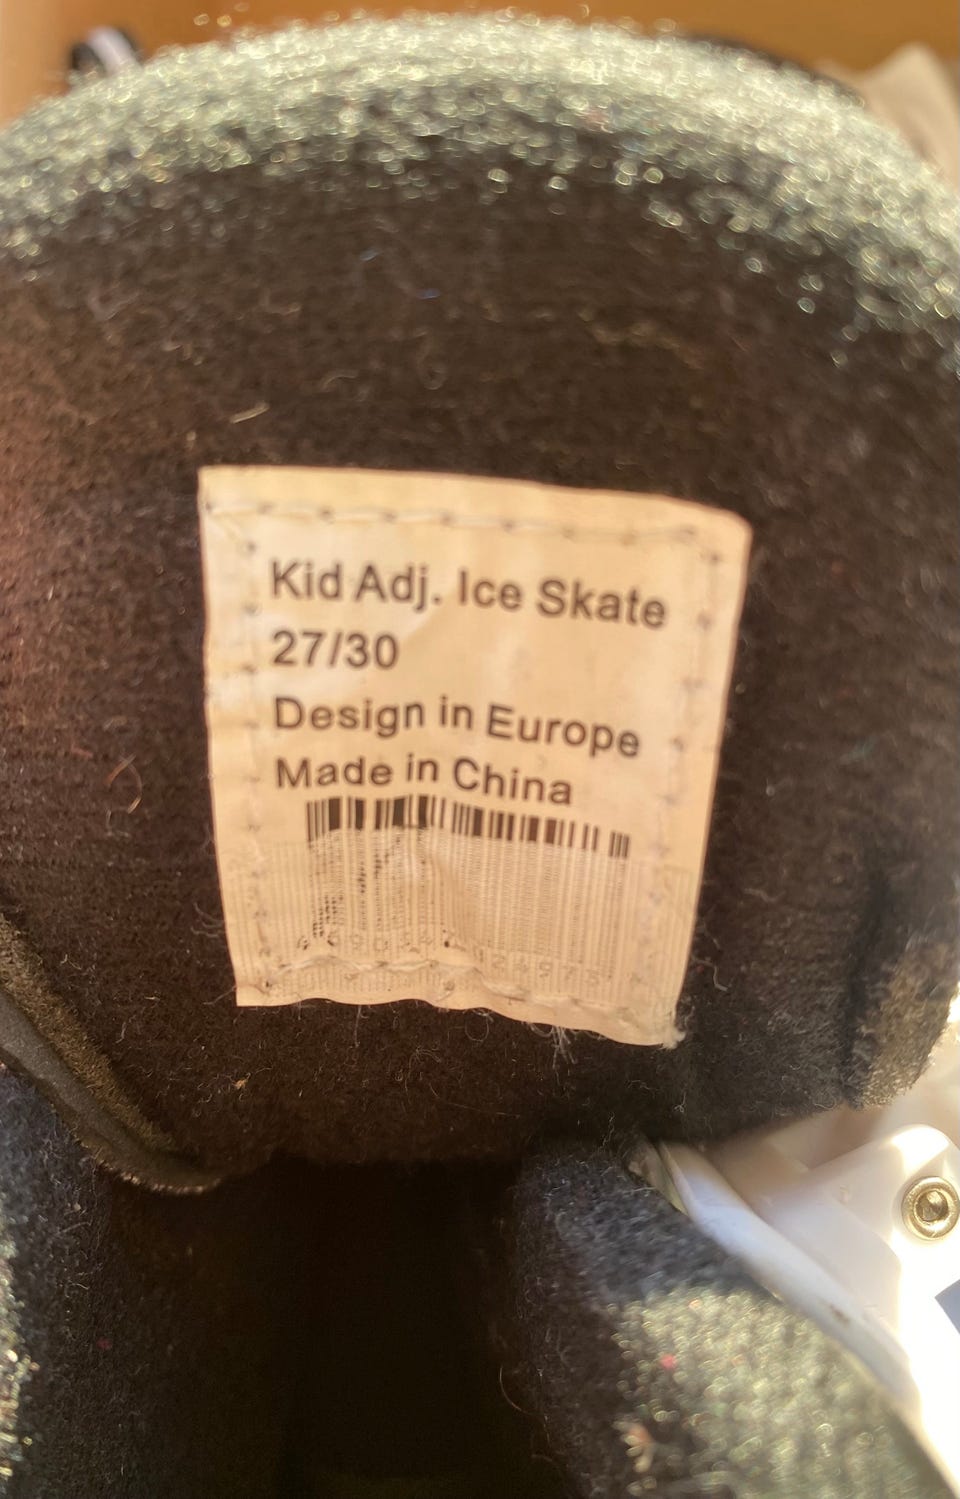 Kid Adj. Ice Skate
27/30
Design in Europe
Made in China